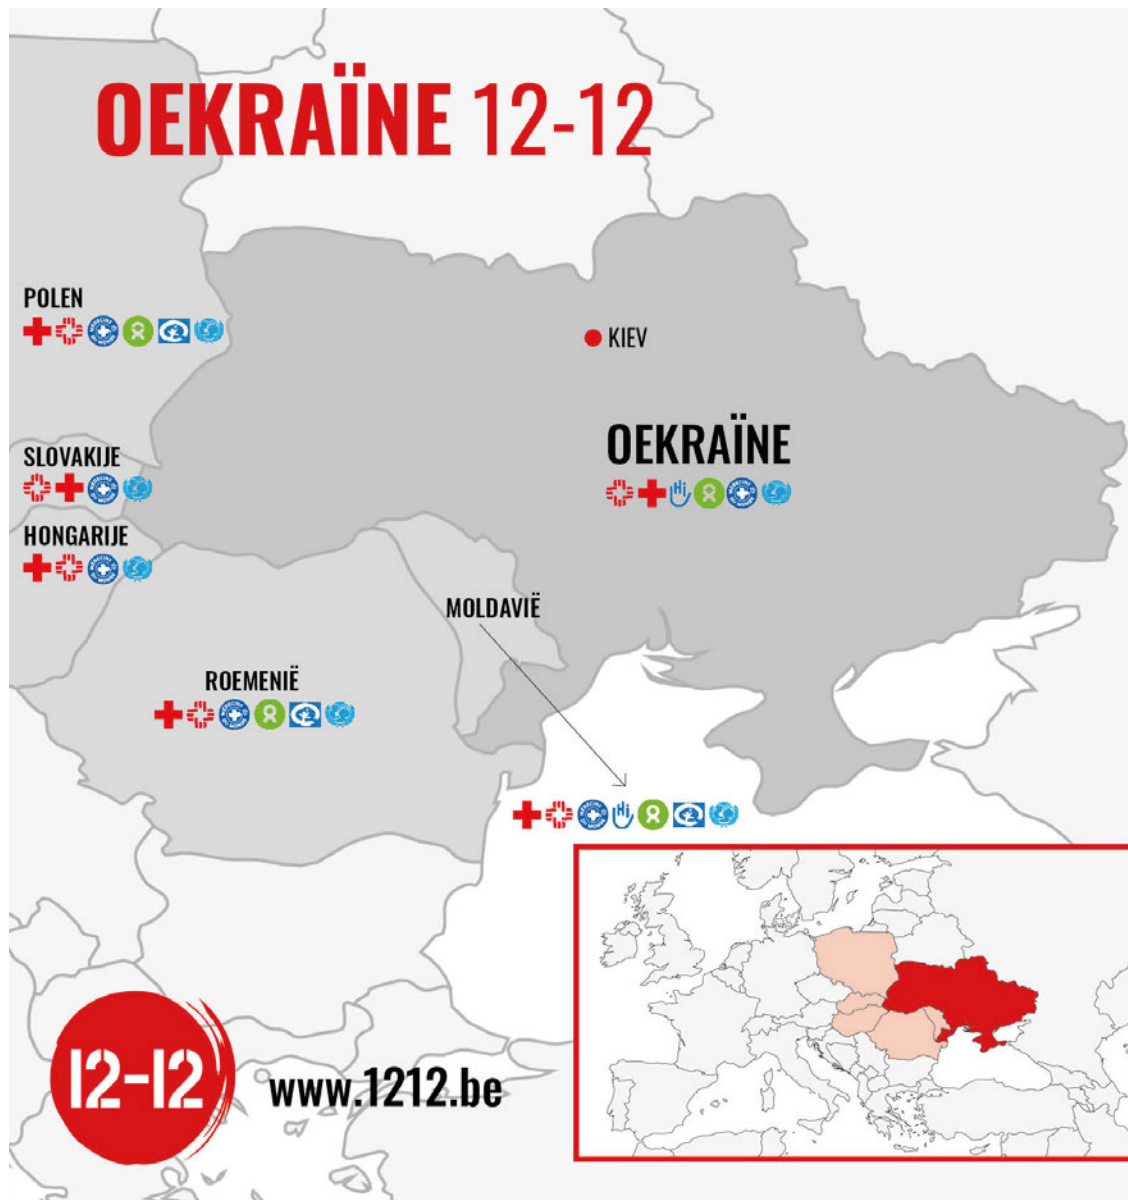 OEKRAÏNE 12-12
POLEN
KIEV
OEKRAÏNE
SLOVAKIJE
HONGARIJE
MOLDAVIË
ROEMENIË
12-12
www.1212.be